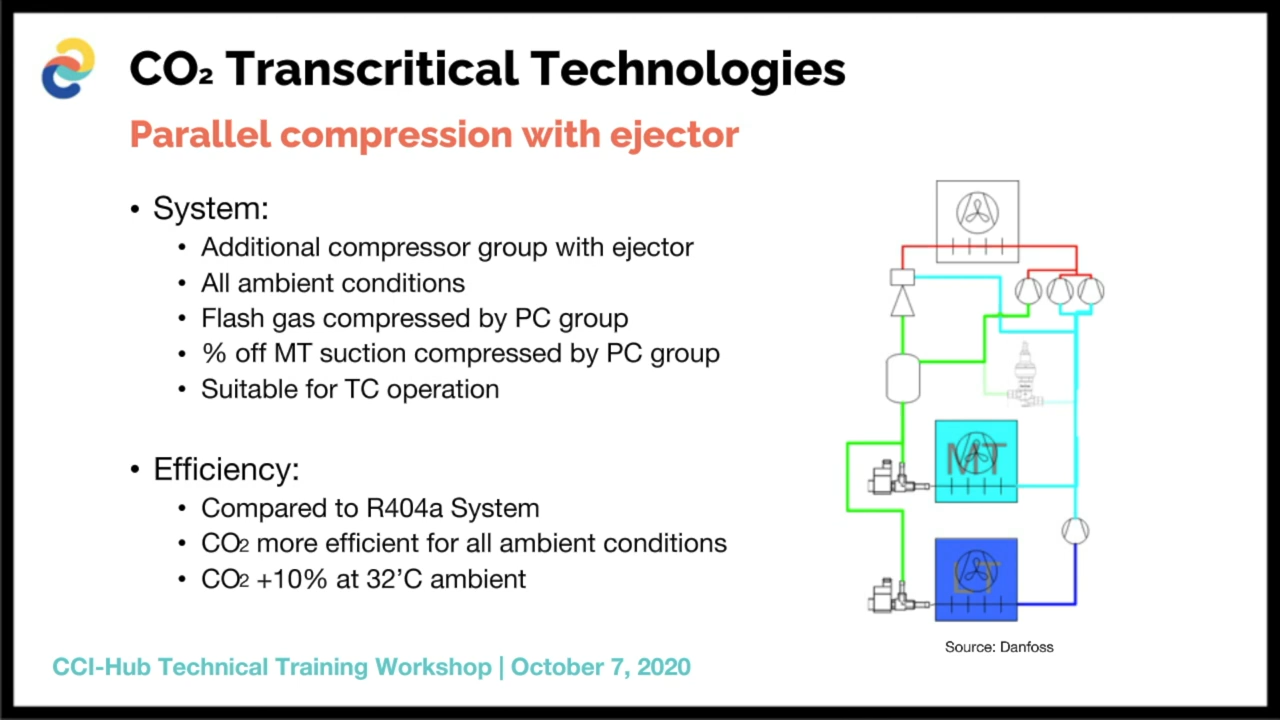 CO₂ Transcritical Technologies
Parallel compression with ejector
• System:
• Additional compressor group with ejector
• All ambient conditions
• Flash gas compressed by PC group
• % off MT suction compressed by PC group
• Suitable for TC operation
• Efficiency:
• Compared to R404a System
• CO₂ more efficient for all ambient conditions
• CO₂ +10% at 32’C ambient
MT
LT
Source: Danfoss
CCI-Hub Technical Training Workshop | October 7, 2020